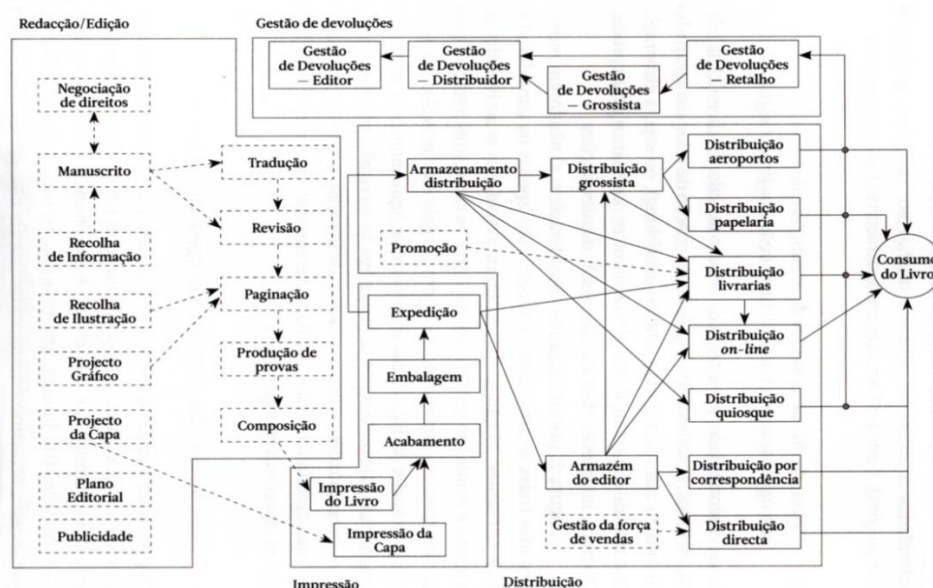 Redacção/Edição
Negociação
de direitos
Manuscrito
Recolha
de Informação
Recolha
de Ilustração
Projecto
Gráfico
Projecto
da Capa
Plano
Editorial
Publicidade
Tradução
Revisão
Paginação
Produção de
provas
Composição
Gestão de devoluções
Gestão
de Devoluções
— Editor
Gestão
de Devoluções
— Distribuidor
Gestão
de Devoluções
— Grossista
Gestão
de Devoluções
— Retalho
Armazenamento
distribuição
Distribuição
grossista
Distribuição
aeroportos
Distribuição
papelaria
Promoção
Distribuição
livrarias
Distribuição
on-line
Distribuição
quiosque
Armazém
do editor
Distribuição por
correspondência
Gestão da força
de vendas
Distribuição
directa
Consumo
do Livro
Expedição
Embalagem
Acabamento
Impressão
do Livro
Impressão da
Capa
Impressão
Distribuição